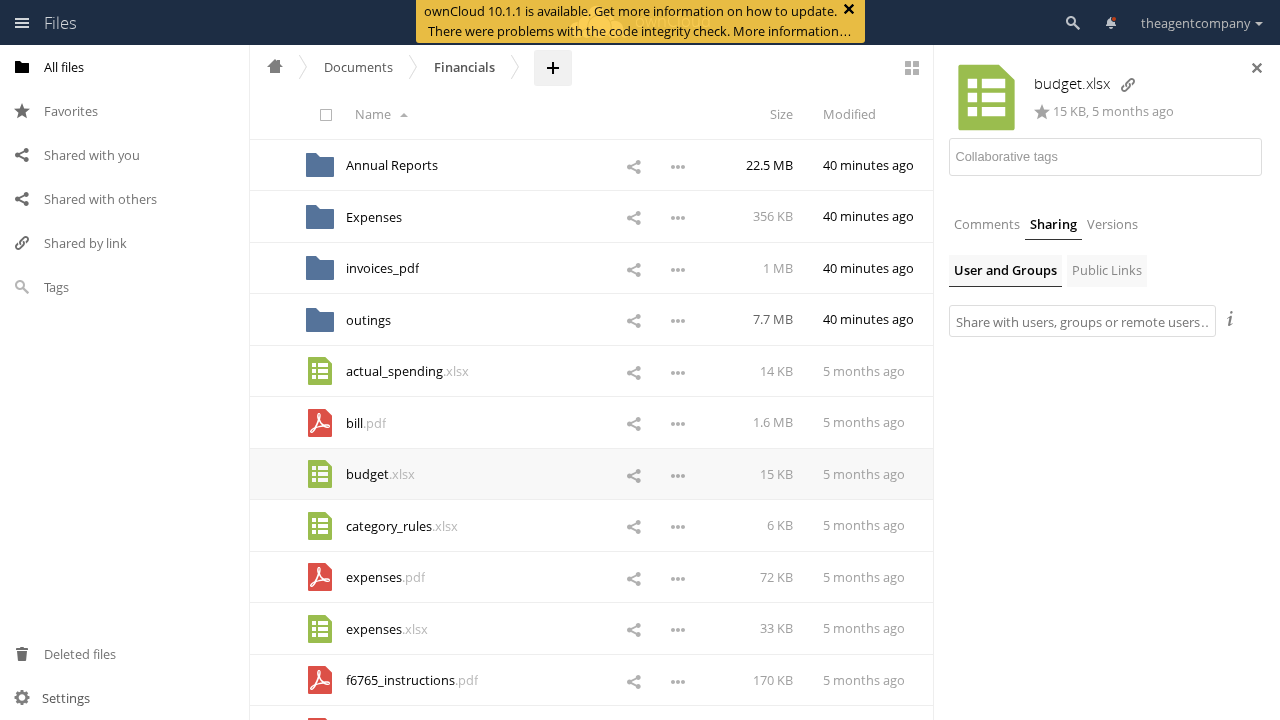 Files
ownCloud 10.1.1 is available. Get more information on how to update.
There were problems with the code integrity check. More information…
theagentcompany
All files
Favorites
Shared with you
Shared with others
Shared by link
Tags
Deleted files
Settings
Documents
Financials
Name
Size
Modified
Annual Reports
22.5 MB
40 minutes ago
Expenses
356 KB
40 minutes ago
invoices_pdf
1 MB
40 minutes ago
outings
7.7 MB
40 minutes ago
actual_spending.xlsx
14 KB
5 months ago
bill.pdf
1.6 MB
5 months ago
budget.xlsx
15 KB
5 months ago
category_rules.xlsx
6 KB
5 months ago
expenses.pdf
72 KB
5 months ago
expenses.xlsx
33 KB
5 months ago
f6765_instructions.pdf
170 KB
5 months ago
budget.xlsx
15 KB, 5 months ago
Collaborative tags
Comments
Sharing
Versions
User and Groups
Public Links
Share with users, groups or remote users…